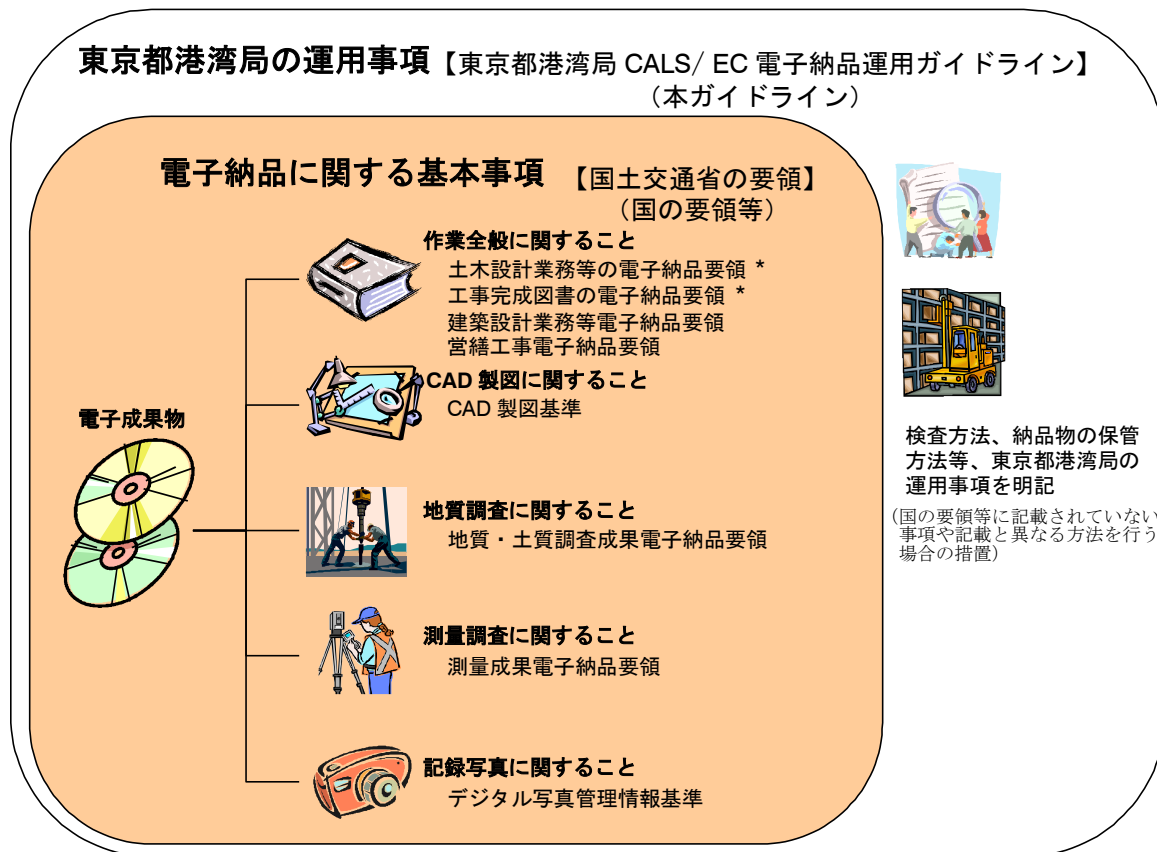 東京都港湾局の運用事項【東京都港湾局 CALS/ EC 電子納品運用ガイドライン】
（本ガイドライン）
電子納品に関する基本事項 【国土交通省の要領】
（国の要領等）
作業全般に関すること
土木設計業務等の電子納品要領 *
工事完成図書の電子納品要領 *
建築設計業務等電子納品要領
営繕工事電子納品要領
CAD 製図に関すること
CAD 製図基準
電子成果物
地質調査に関すること
地質・土質調査成果電子納品要領
測量調査に関すること
測量成果電子納品要領
記録写真に関すること
デジタル写真管理情報基準
検査方法、納品物の保管
方法等、東京都港湾局の
運用事項を明記
（国の要領等に記載されていない
事項や記載と異なる方法を行う
場合の措置）